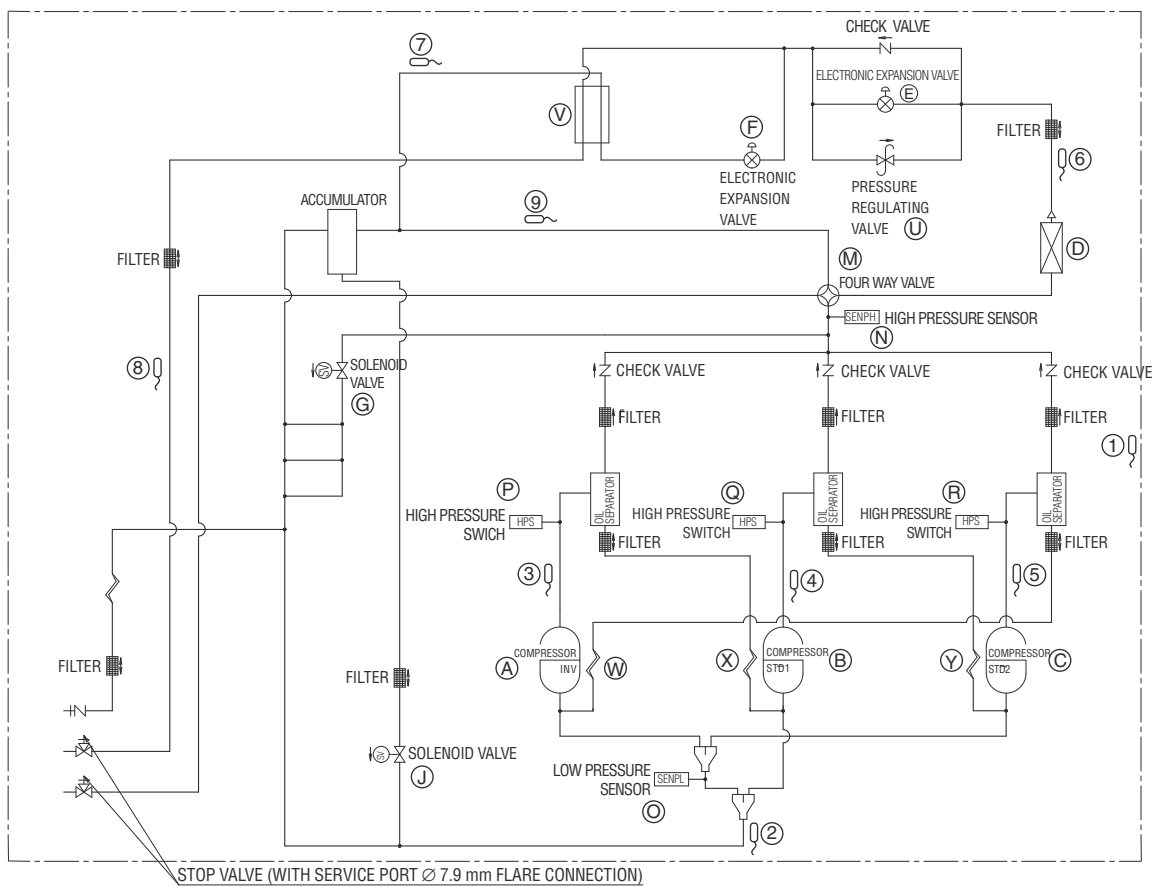 CHECK VALVE
7
ELECTRONIC EXPANSION VALVE
E
V
F
FILTER
6
ELECTRONIC
EXPANSION
VALVE
PRESSURE
REGULATING
VALVE U
ACCUMULATOR
9
FILTER
M
D
FOUR WAY VALVE
SENPH HIGH PRESSURE SENSOR
N
8
SV SOLENOID
VALVE
G
CHECK VALVE
CHECK VALVE
CHECK VALVE
FILTER
FILTER
FILTER
1
P
Q
R
OIL
SEPARATOR
OIL
SEPARATOR
OIL
SEPARATOR
HIGH PRESSURE
SWICH
HPS
HIGH PRESSURE
SWITCH
HPS
HIGH PRESSURE
SWITCH
HPS
FILTER
FILTER
FILTER
3
4
5
FILTER
A
COMPRESSOR
INV
W
X
COMPRESSOR
STD1
B
Y
COMPRESSOR
STD2
C
FILTER
SV SOLENOID VALVE
J
LOW PRESSURE
SENSOR
SENPL
O
2
STOP VALVE (WITH SERVICE PORT ∅ 7.9 mm FLARE CONNECTION)